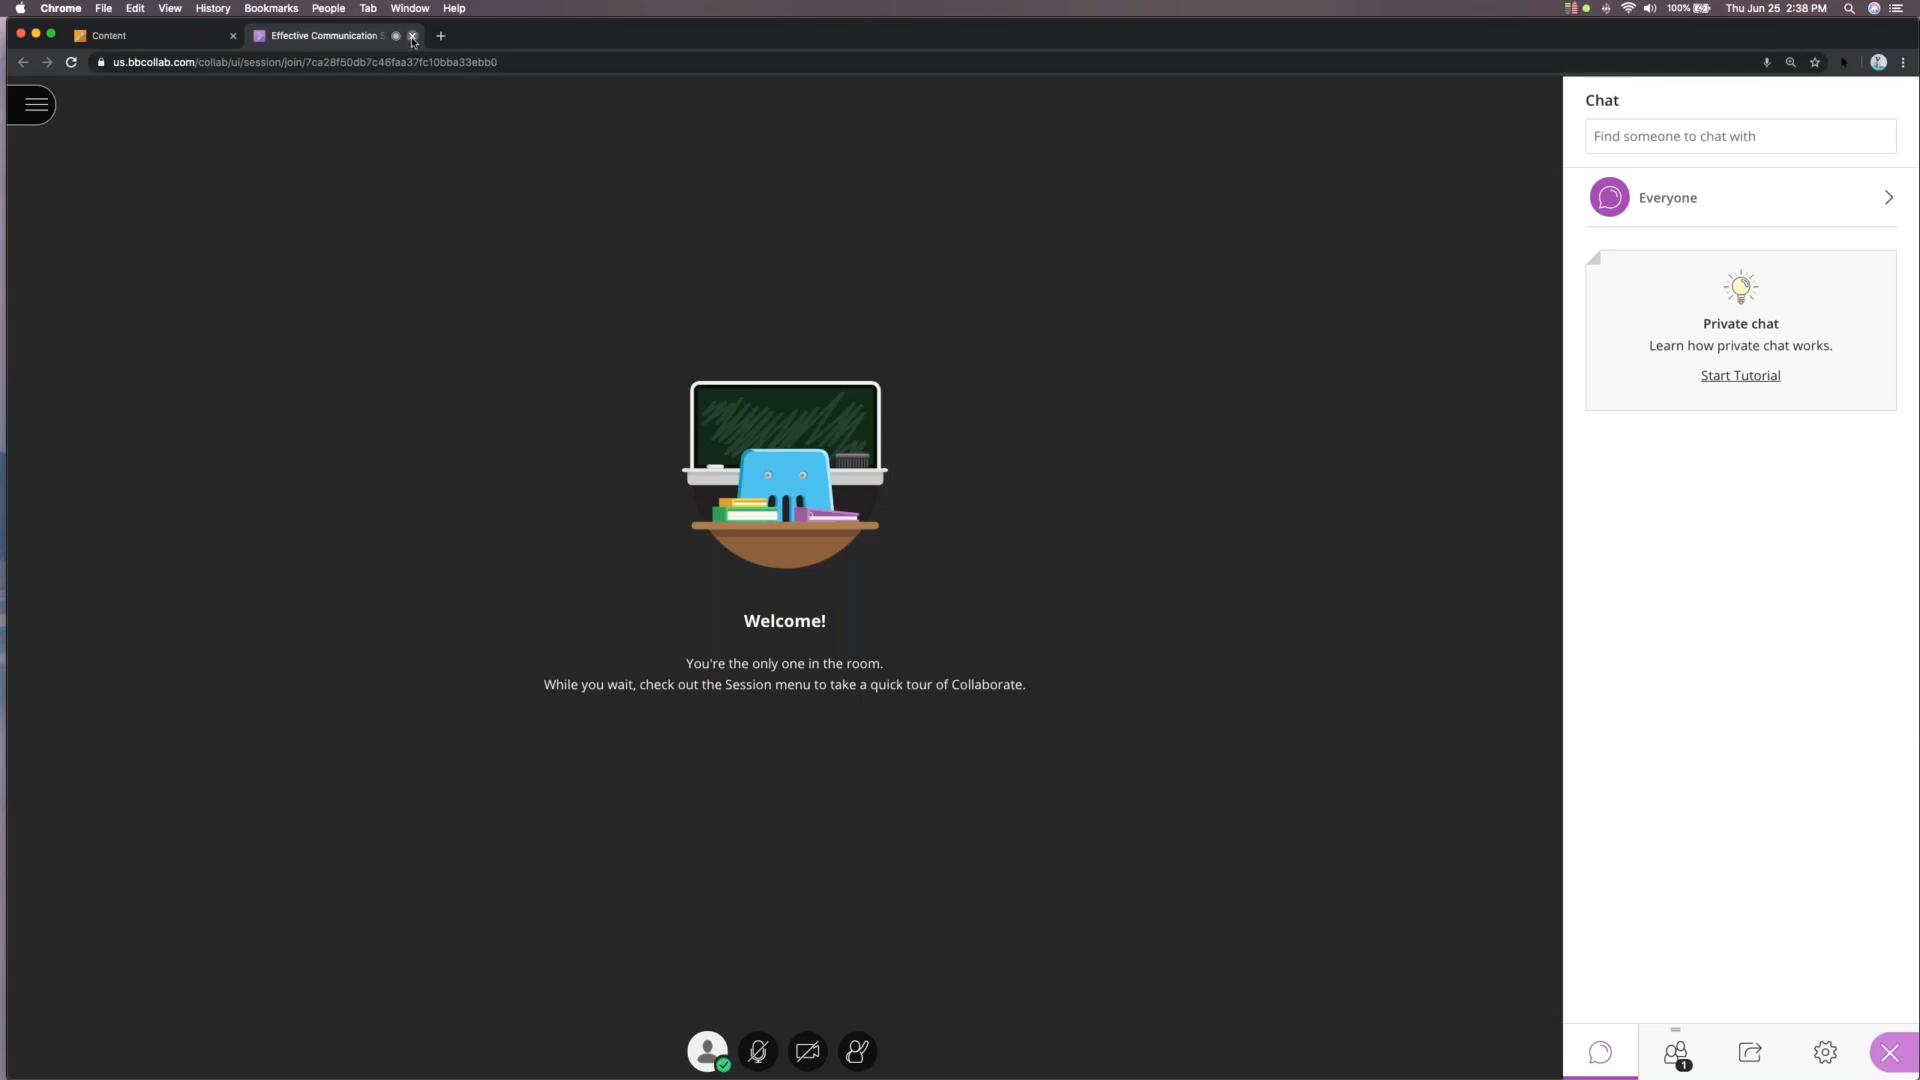 Chrome File Edit View History Bookmarks People Tab Window Help 100% Thu Jun 25 2:38 PM
Content Effective Communication S
us.bbcollab.com/collab/ui/session/join/7ca28f50db7c46faa37fc10bba33ebb0
Chat
Find someone to chat with
Everyone
Private chat
Learn how private chat works.
Start Tutorial
Welcome!
You're the only one in the room.
While you wait, check out the Session menu to take a quick tour of Collaborate.
1